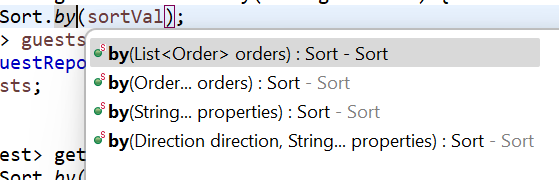 Sort.by(sortVal);
> guests
by(List<Order> orders) : Sort - Sort
uestRepo
by(Order... orders) : Sort - Sort
sts;
by(String... properties) : Sort - Sort
by(Direction direction, String... properties) : Sort - Sort
est> get
Sort.by(